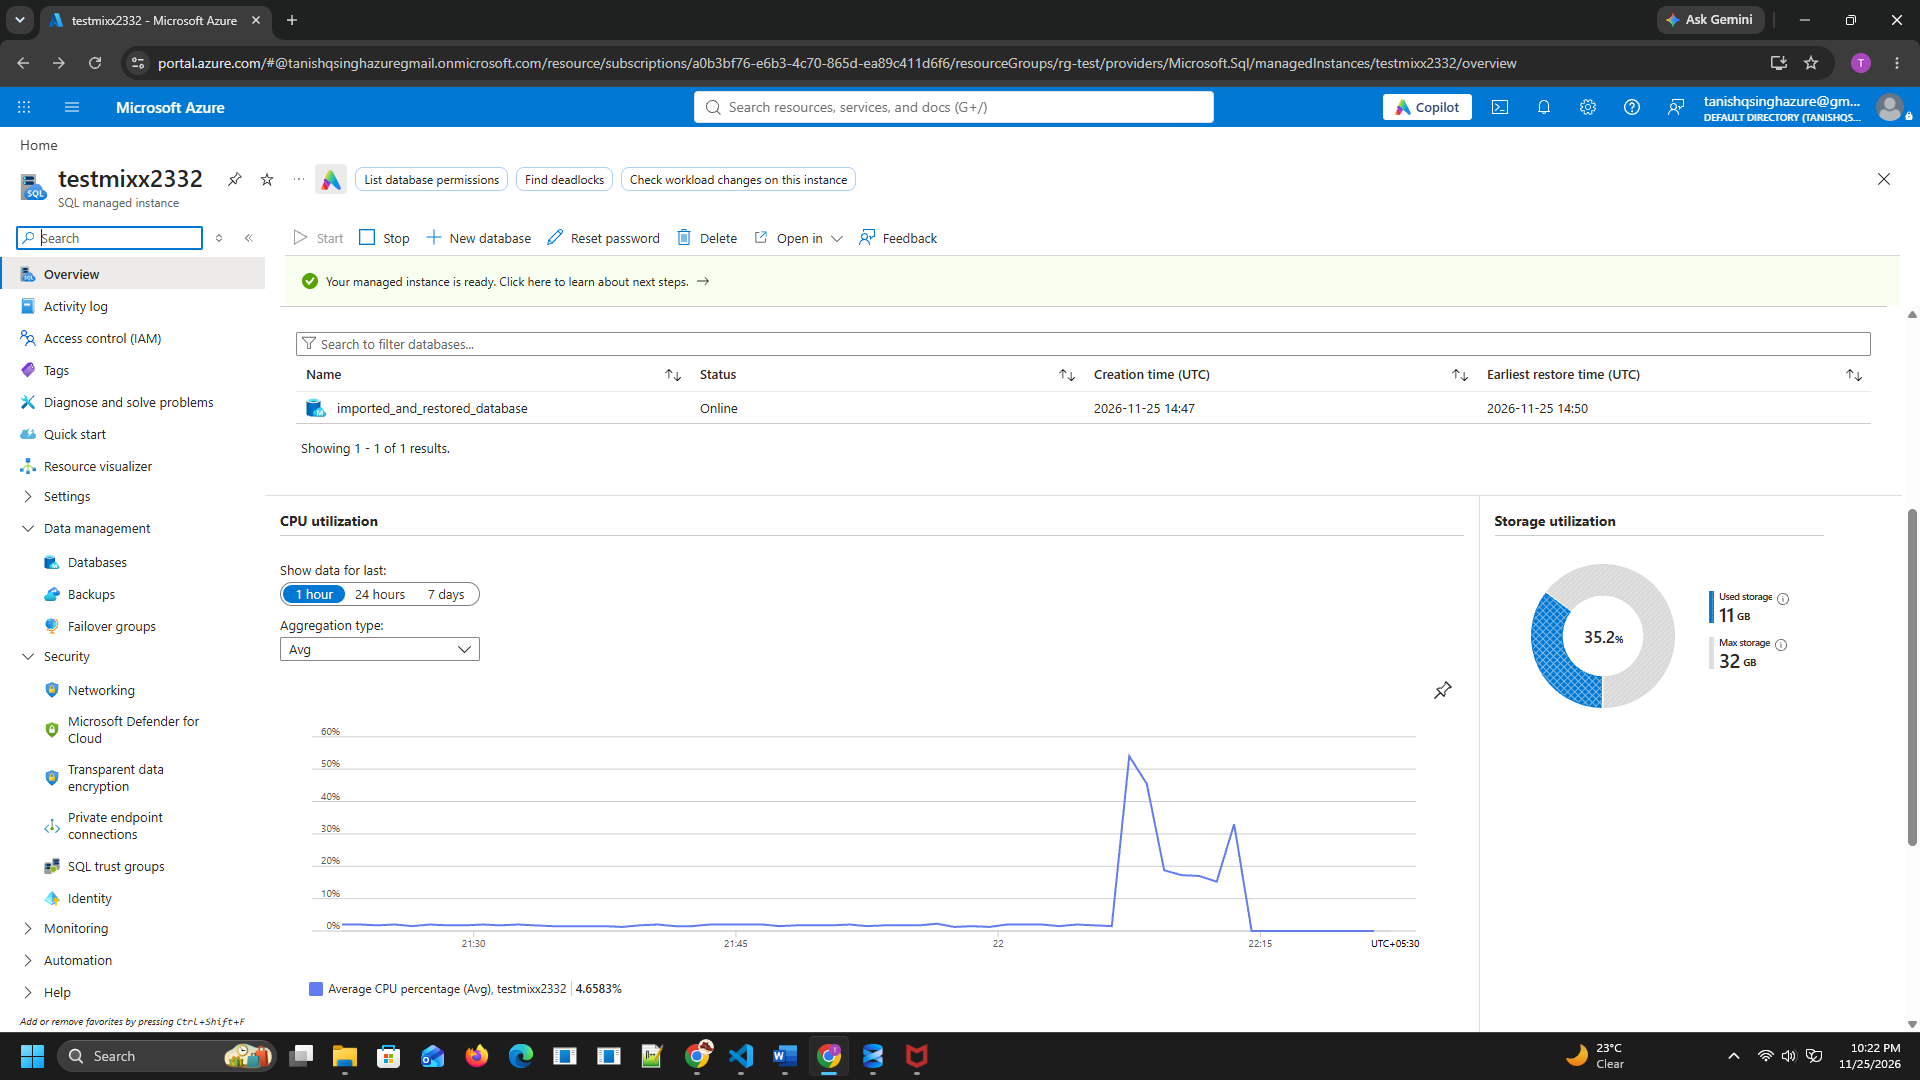 testmixx2332 - Microsoft Azure
Ask Gemini
portal.azure.com/#@tanishqsinghazuregmail.onmicrosoft.com/resource/subscriptions/a0b3bf76-e6b3-4c70-865d-ea89c411d6f6/resourceGroups/rg-test/providers/Microsoft.Sql/managedInstances/testmixx2332/overview
T
Microsoft Azure
Search resources, services, and docs (G+/)
Copilot
tanishqsinghazure@gm...
DEFAULT DIRECTORY (TANISHQS...
Home
testmixx2332
SQL managed instance
List database permissions
Find deadlocks
Check workload changes on this instance
Search
Start
Stop
New database
Reset password
Delete
Open in
Feedback
Your managed instance is ready. Click here to learn about next steps. →
Overview
Activity log
Access control (IAM)
Tags
Diagnose and solve problems
Quick start
Resource visualizer
Settings
Data management
Databases
Backups
Failover groups
Security
Networking
Microsoft Defender for
Cloud
Transparent data
encryption
Private endpoint
connections
SQL trust groups
Identity
Monitoring
Automation
Help
Add or remove favorites by pressing Ctrl+Shift+F
Search to filter databases...
Name
Status
Creation time (UTC)
Earliest restore time (UTC)
imported_and_restored_database
Online
2026-11-25 14:47
2026-11-25 14:50
Showing 1 - 1 of 1 results.
CPU utilization
Show data for last:
1 hour
24 hours
7 days
Aggregation type:
Avg
60%
50%
40%
30%
20%
10%
0%
21:30
21:45
22
22:15
UTC+05:30
Average CPU percentage (Avg), testmixx2332
4.6583%
Storage utilization
35.2%
Used storage
11 GB
Max storage
32 GB
Search
23°C
Clear
10:22 PM
11/25/2026